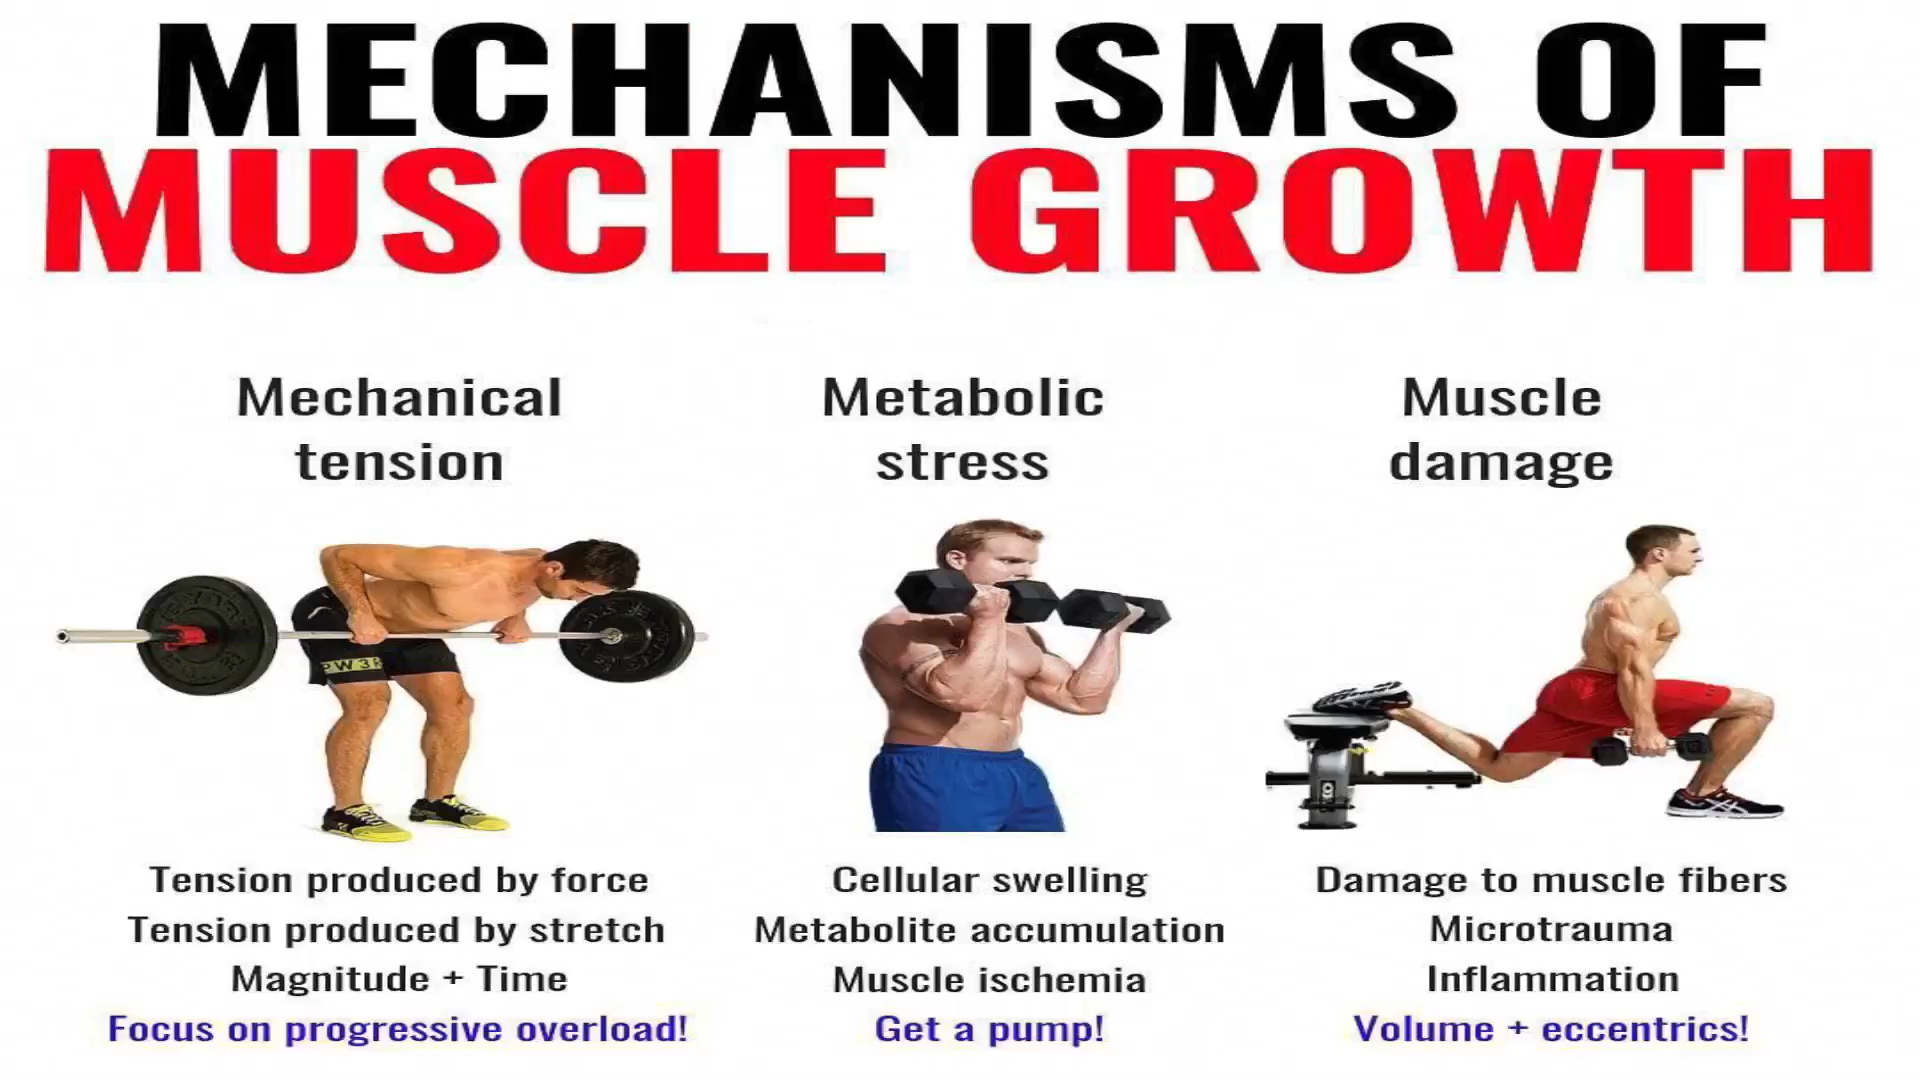 MECHANISMS OF
MUSCLE GROWTH
Mechanical
tension
Metabolic
stress
Muscle
damage
PW3R
Tension produced by force
Tension produced by stretch
Magnitude + Time
Focus on progressive overload!
Cellular swelling
Metabolite accumulation
Muscle ischemia
Get a pump!
Damage to muscle fibers
Microtrauma
Inflammation
Volume + eccentrics!